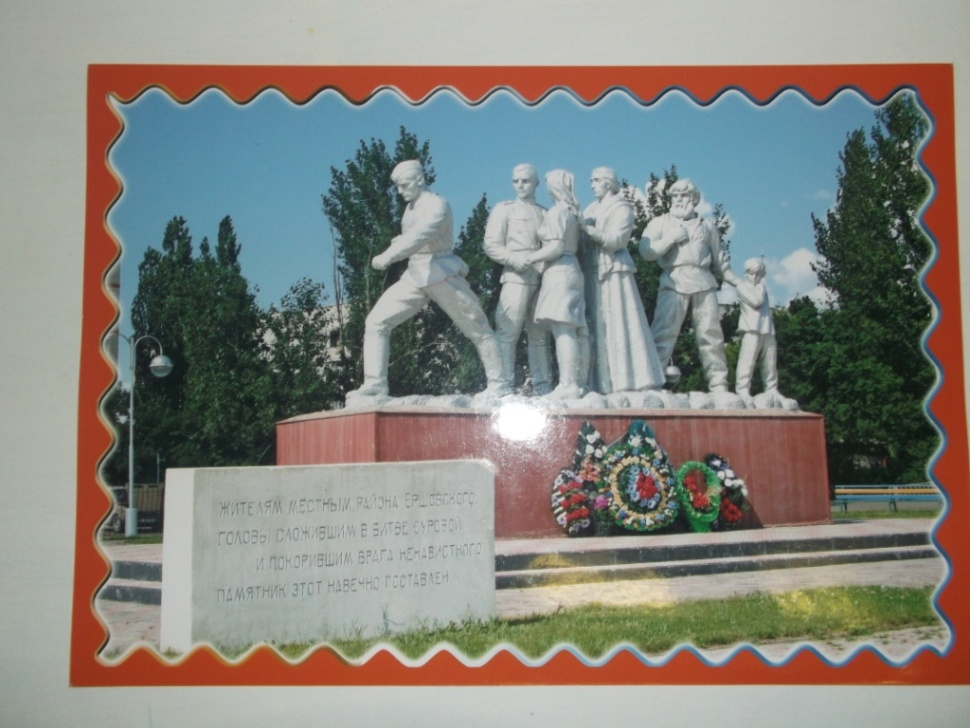 ЖИТЕЛЯМ МЕСТНЫМ, РАЙОНА ЕРШОВСКОГО,
ГОЛОВЫ СЛОЖИВШИМ В БИТВЕ СУРОВОЙ
И ПОКОРИВШИМ ВРАГА НЕНАВИСТНОГО
ПАМЯТНИК ЭТОТ НАВЕЧНО ПОСТАВЛЕН